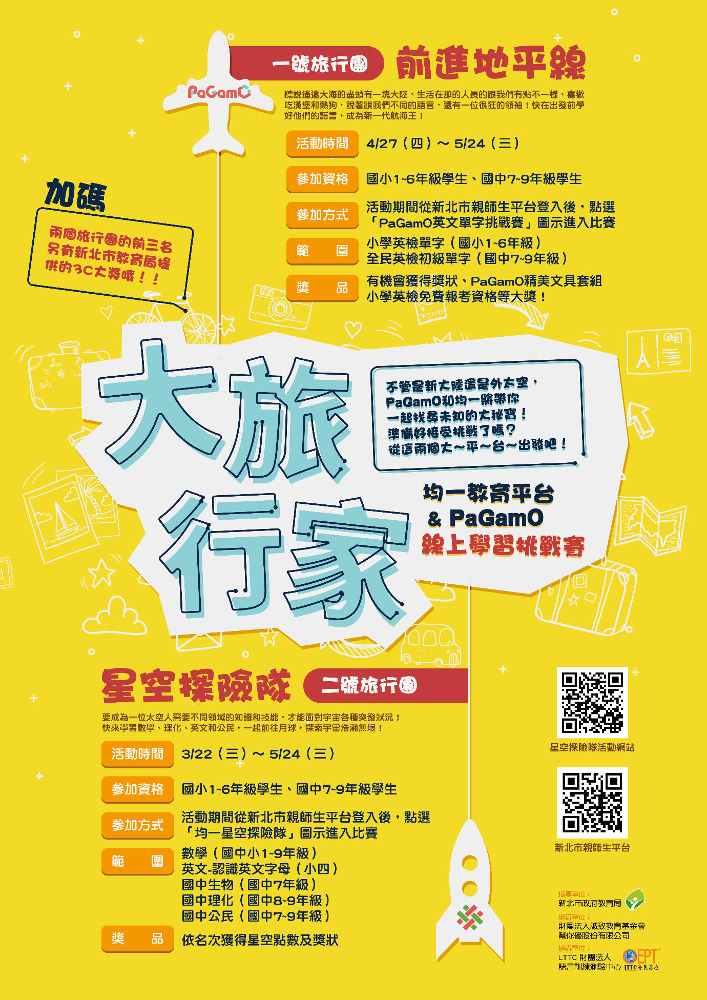 一號旅行團
前進地平線
PaGamO
聽說遙遠大海的盡頭有一塊大陸，生活在那的人長的跟我們有點不一樣，喜歡
吃漢堡和熱狗，說著跟我們不同的語言，還有一位很狂的領袖！快在出發前學
好他們的語言，成為新一代航海王！
活動時間
4/27（四）～ 5/24（三）
參加資格
國小1~6年級學生、國中7~9年級學生
參加方式
活動期間從新北市親師生平台登入後，點選
「PaGamO英文單字挑戰賽」圖示進入比賽
範　　圍
小學英檢單字（國小1~6年級）
全民英檢初級單字（國中7~9年級）
獎　　品
有機會獲得獎狀、PaGamO精美文具套組
小學英檢免費報考資格等大獎！
加碼
兩個旅行團的前三名
另有新北市教育局提
供的3C大獎哦！！
PASSPORT
Love
大旅
行家
不管是新大陸還是外太空，
PaGamO和均一將帶你
一起找尋未知的大秘寶！
準備好接受挑戰了嗎？
從這兩個大～平～台～出發吧！
均一教育平台
& PaGamO
線上學習挑戰賽
星空探險隊
二號旅行團
要成為一位太空人需要不同領域的知識和技能，才能面對宇宙各種突發狀況！
快來學習數學、理化、英文和公民，一起前往月球，探索宇宙浩瀚無垠！
活動時間
3/22（三）～ 5/24（三）
參加資格
國小1~6年級學生、國中7~9年級學生
參加方式
活動期間從新北市親師生平台登入後，點選
「均一星空探險隊」圖示進入比賽
範　　圍
數學（國中小1~9年級）
英文-認識英文字母（小四）
國中生物（國中7年級）
國中理化（國中8~9年級）
國中公民（國中7~9年級）
獎　　品
依名次獲得星空點數及獎狀
星空探險隊活動網站
新北市親師生平台
指導單位 /
新北市政府教育局
承辦單位 /
財團法人誠致教育基金會
幫你優股份有限公司
協辦單位 /
LTTC 財團法人
語言訓練測驗中心
GEPT
LTTC 全民英檢